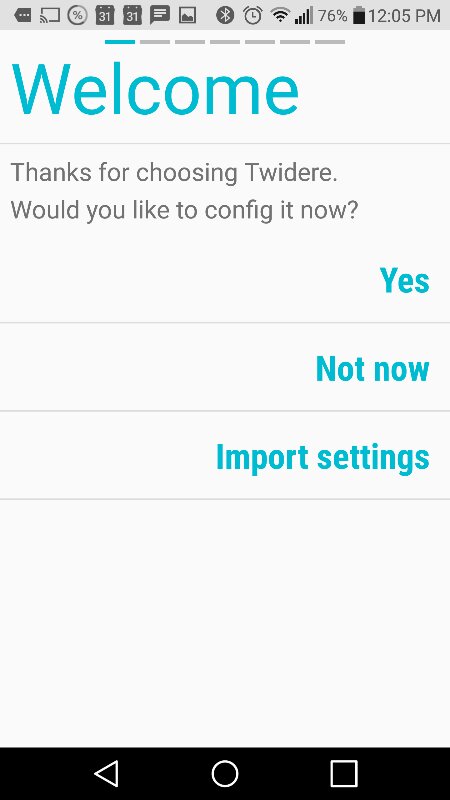 31 31 76% 12:05 PM
Welcome
Thanks for choosing Twidere.
Would you like to config it now?
Yes
Not now
Import settings